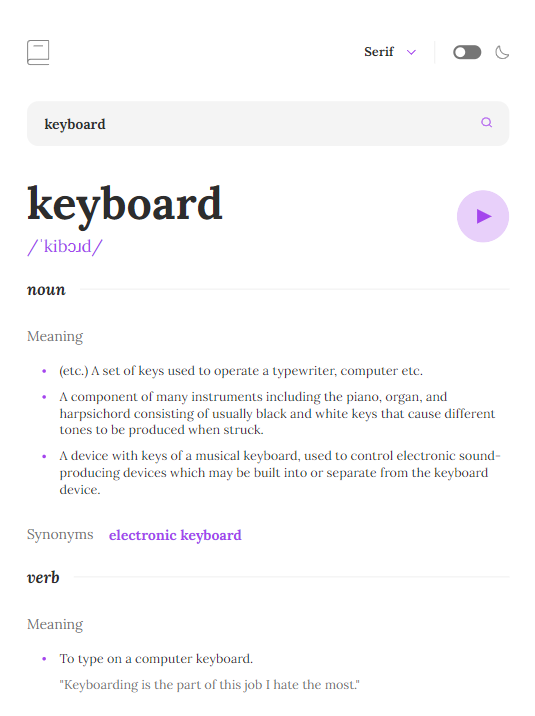 Serif
keyboard
keyboard
/ˈkibɔɹd/
noun
Meaning
(etc.) A set of keys used to operate a typewriter, computer etc.
A component of many instruments including the piano, organ, and
harpsichord consisting of usually black and white keys that cause different
tones to be produced when struck.
A device with keys of a musical keyboard, used to control electronic sound-
producing devices which may be built into or separate from the keyboard
device.
Synonyms electronic keyboard
verb
Meaning
To type on a computer keyboard.
"Keyboarding is the part of this job I hate the most."